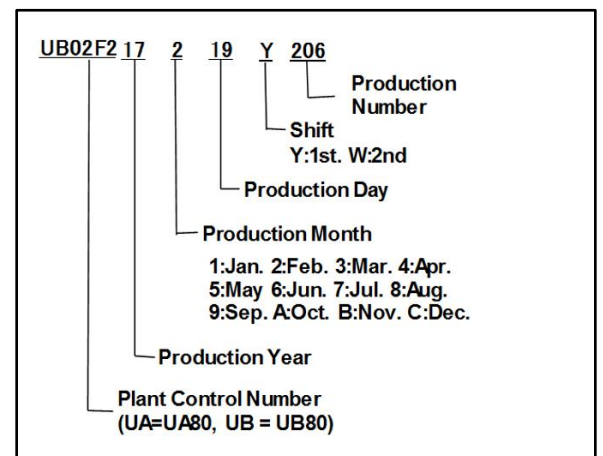 UB02F2 17 2 19 Y 206
Production
Number
Shift
Y:1st. W:2nd
Production Day
Production Month
1:Jan. 2:Feb. 3:Mar. 4:Apr.
5:May 6:Jun. 7:Jul. 8:Aug.
9:Sep. A:Oct. B:Nov. C:Dec.
Production Year
Plant Control Number
(UA=UA80, UB = UB80)